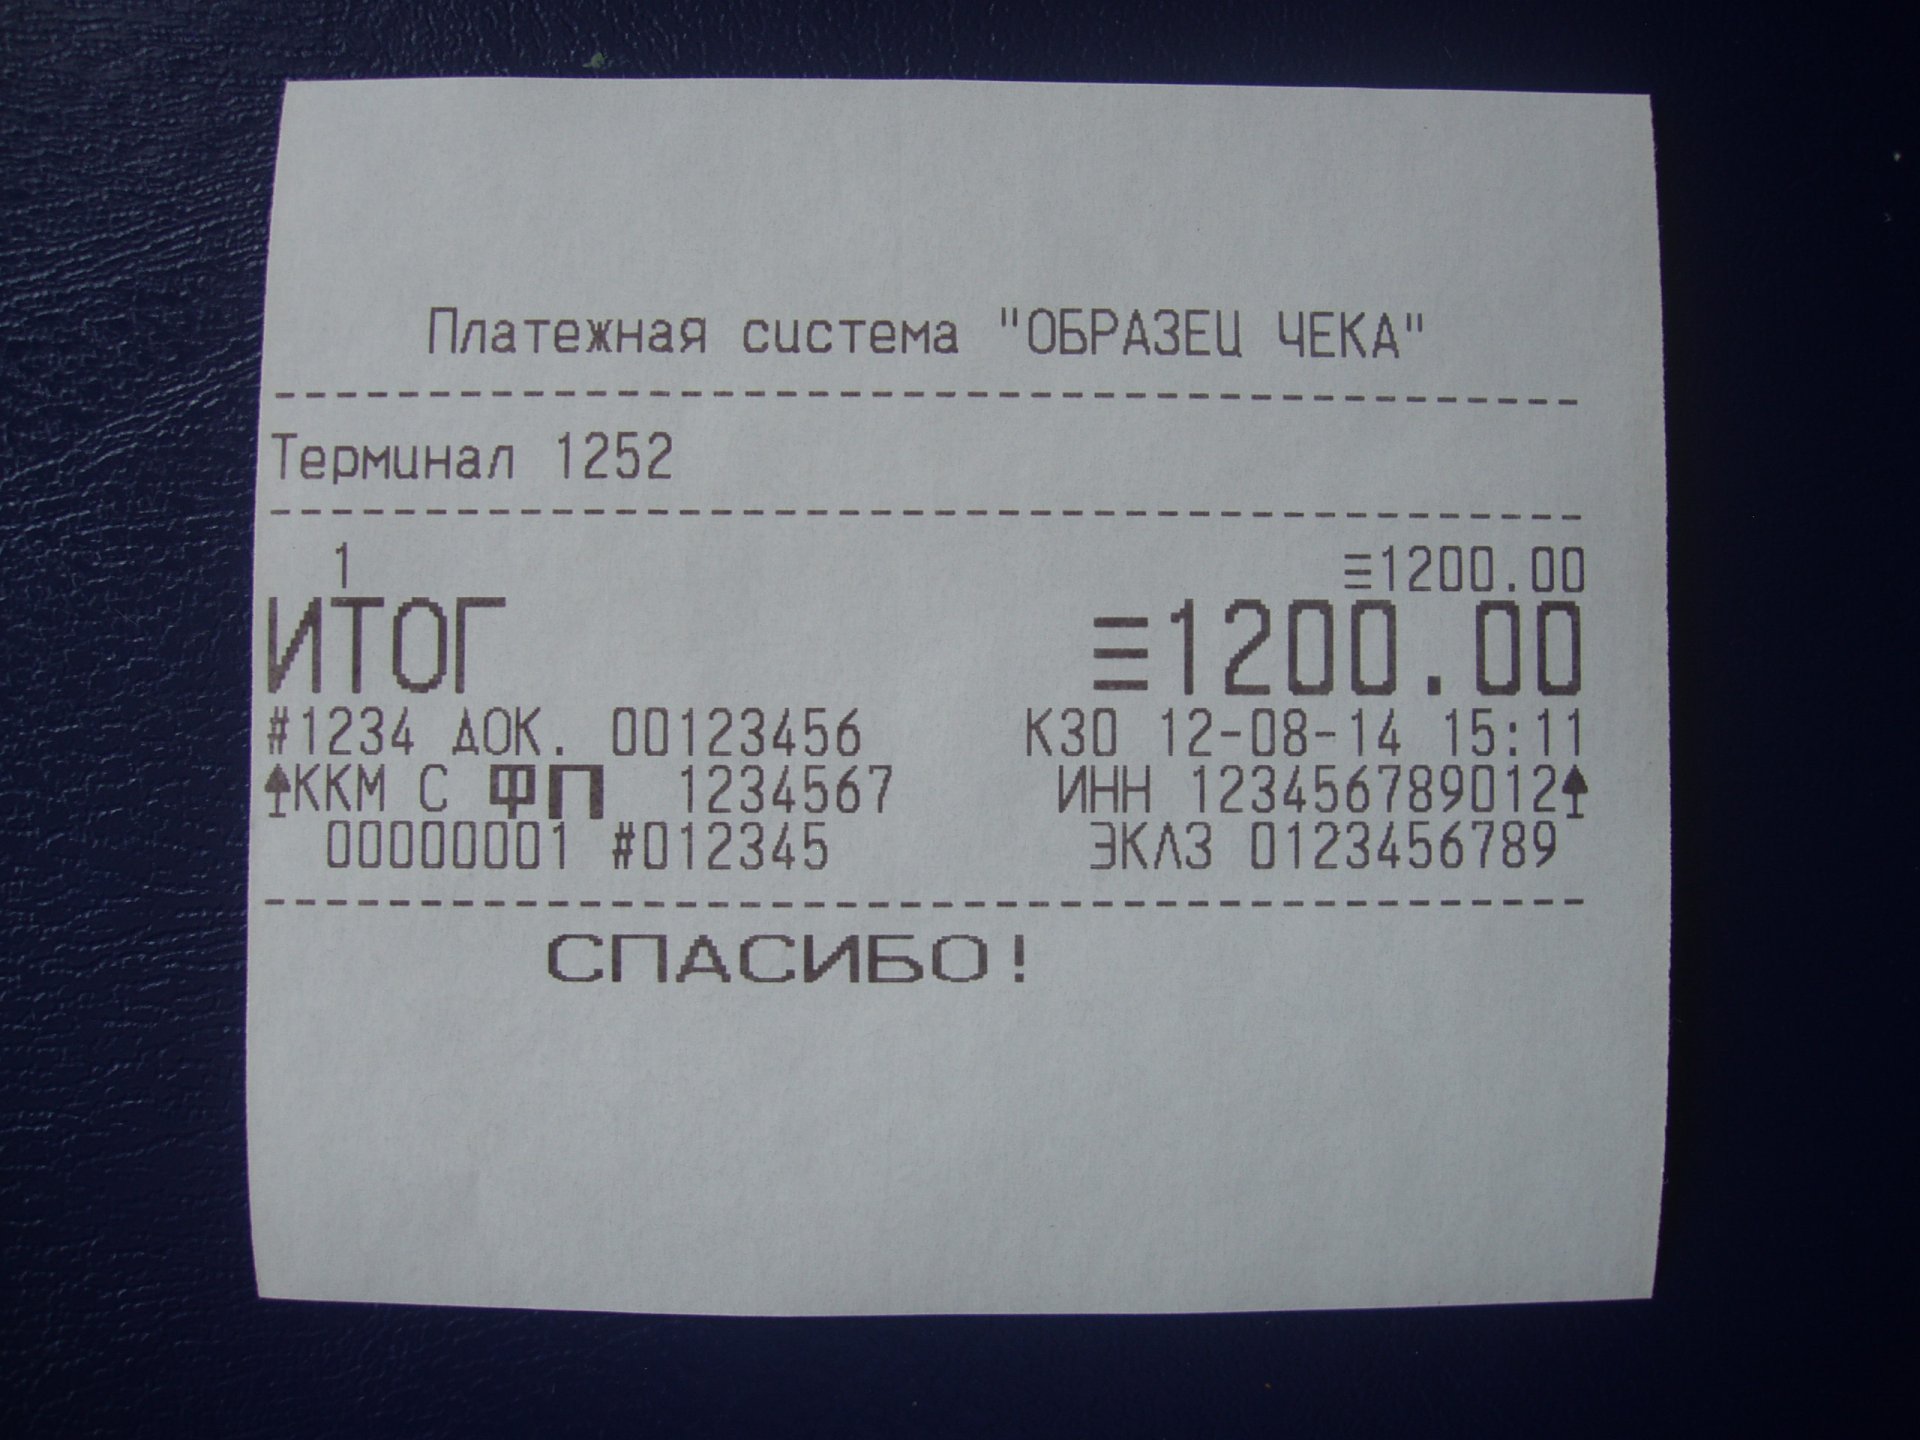 Платежная система "ОБРАЗЕЦ ЧЕКА"
Терминал 1252
1 ≡1200.00
ИТОГ ≡1200.00
#1234 ДОК. 00123456 К30 12-08-14 15:11
ККМ С ФП 1234567 ИНН 123456789012
00000001 #012345 ЭКЛЗ 0123456789
СПАСИБО!